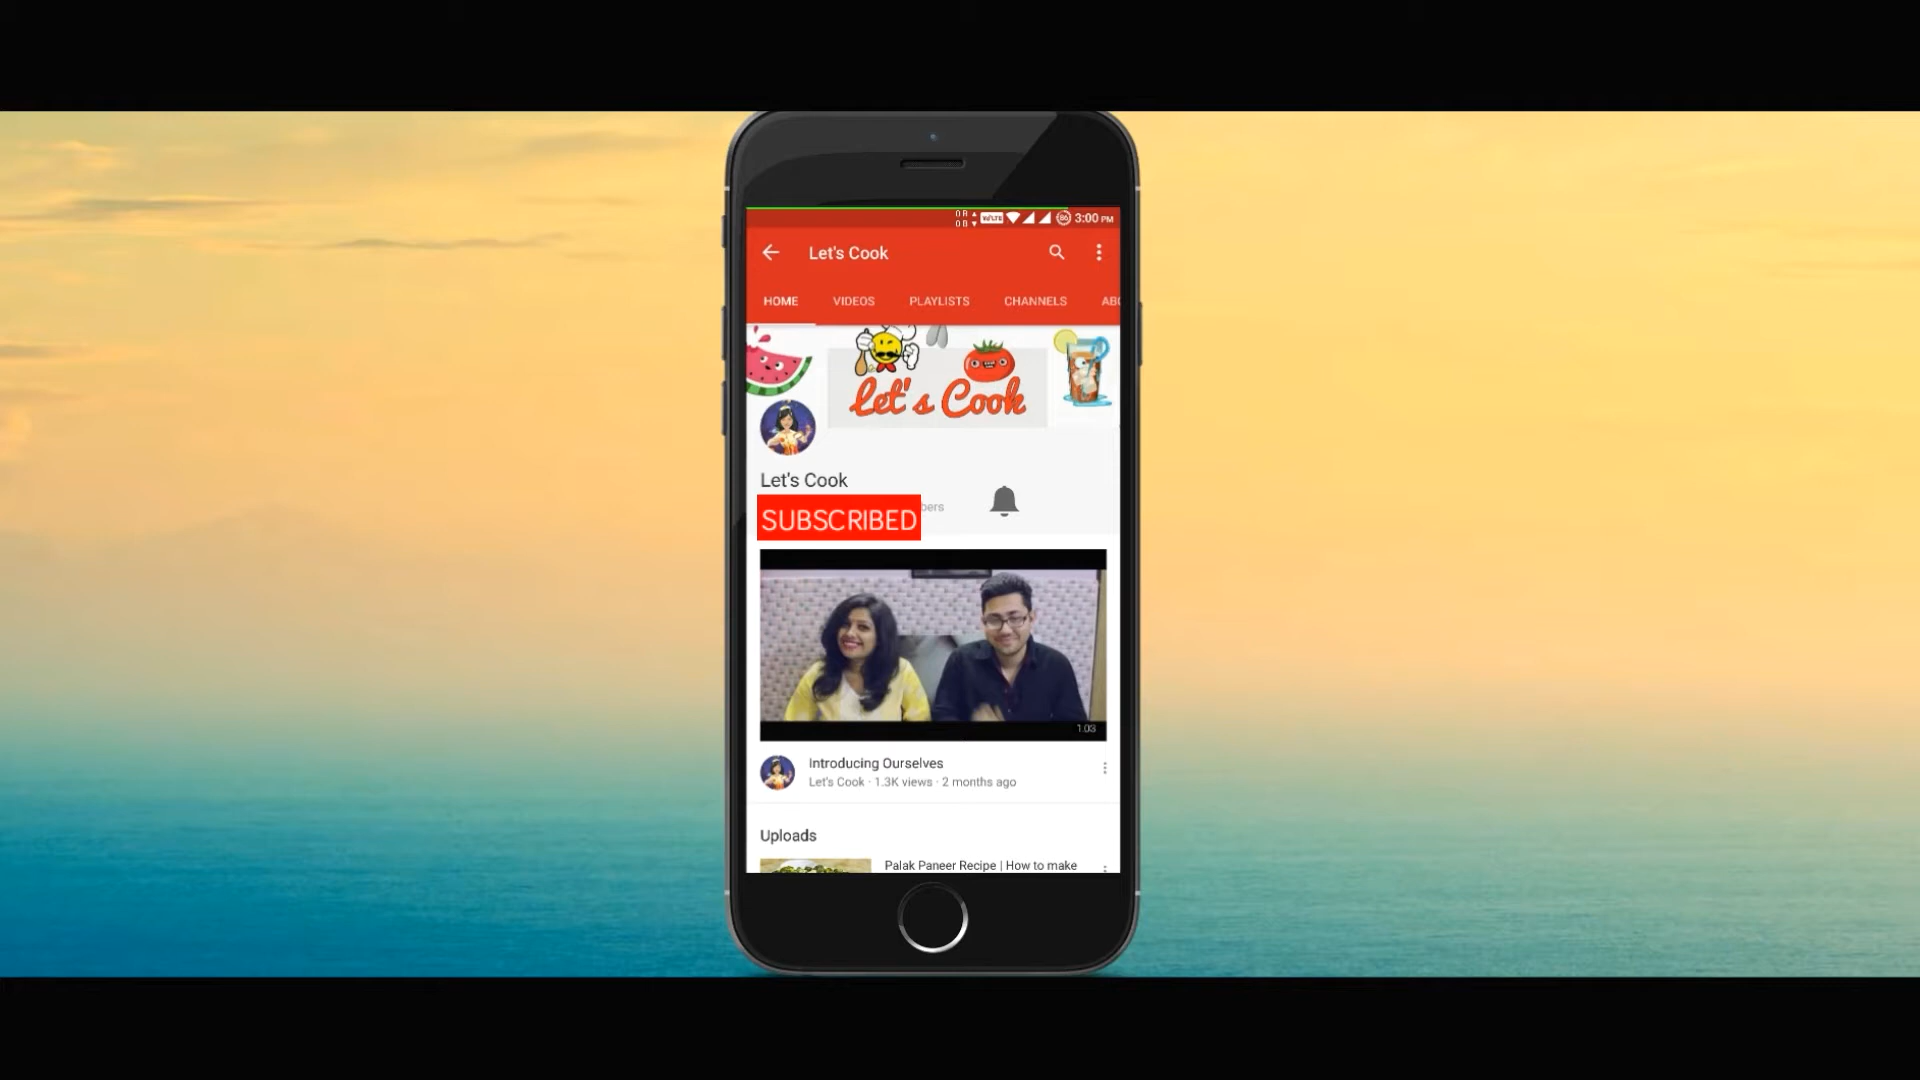 3:00 PM
Let's Cook
HOME VIDEOS PLAYLISTS CHANNELS
let's Cook
Let's Cook
SUBSCRIBED
1:03
Introducing Ourselves
Let's Cook · 1.3K views · 2 months ago
Uploads
Palak Paneer Recipe | How to make